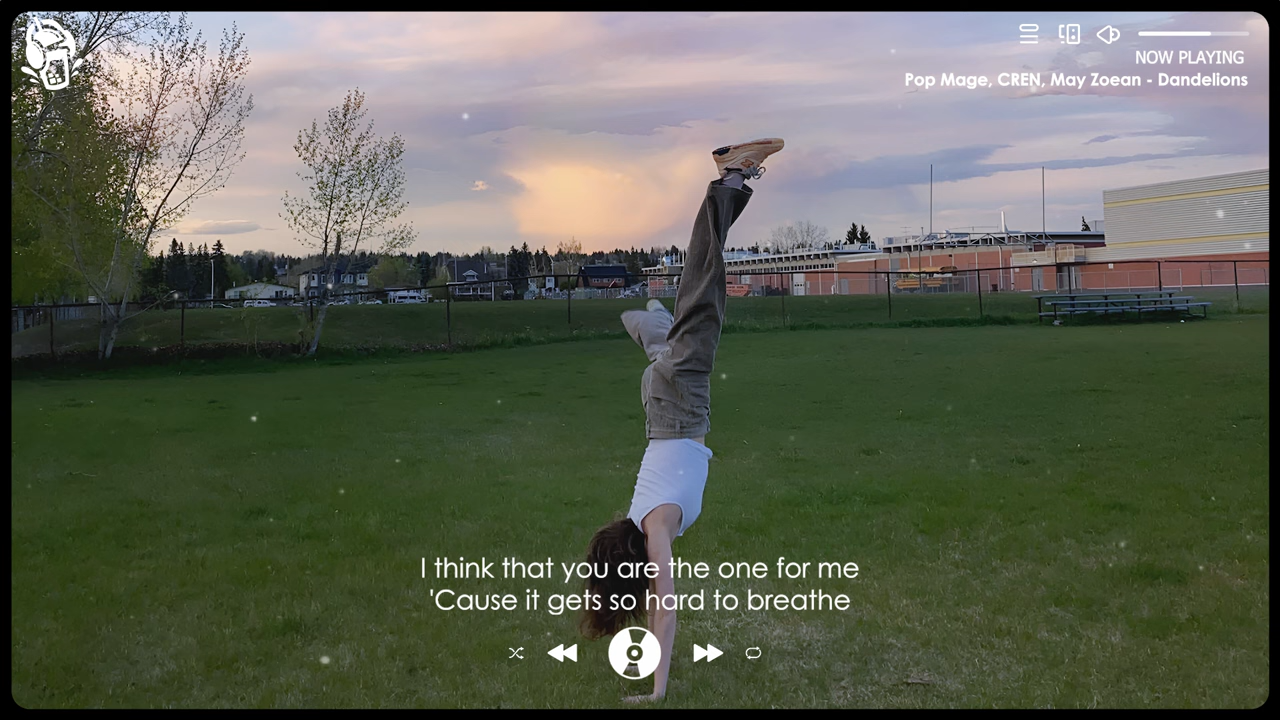 NOW PLAYING
Pop Mage, CREN, May Zoean - Dandelions
I think that you are the one for me
'Cause it gets so hard to breathe